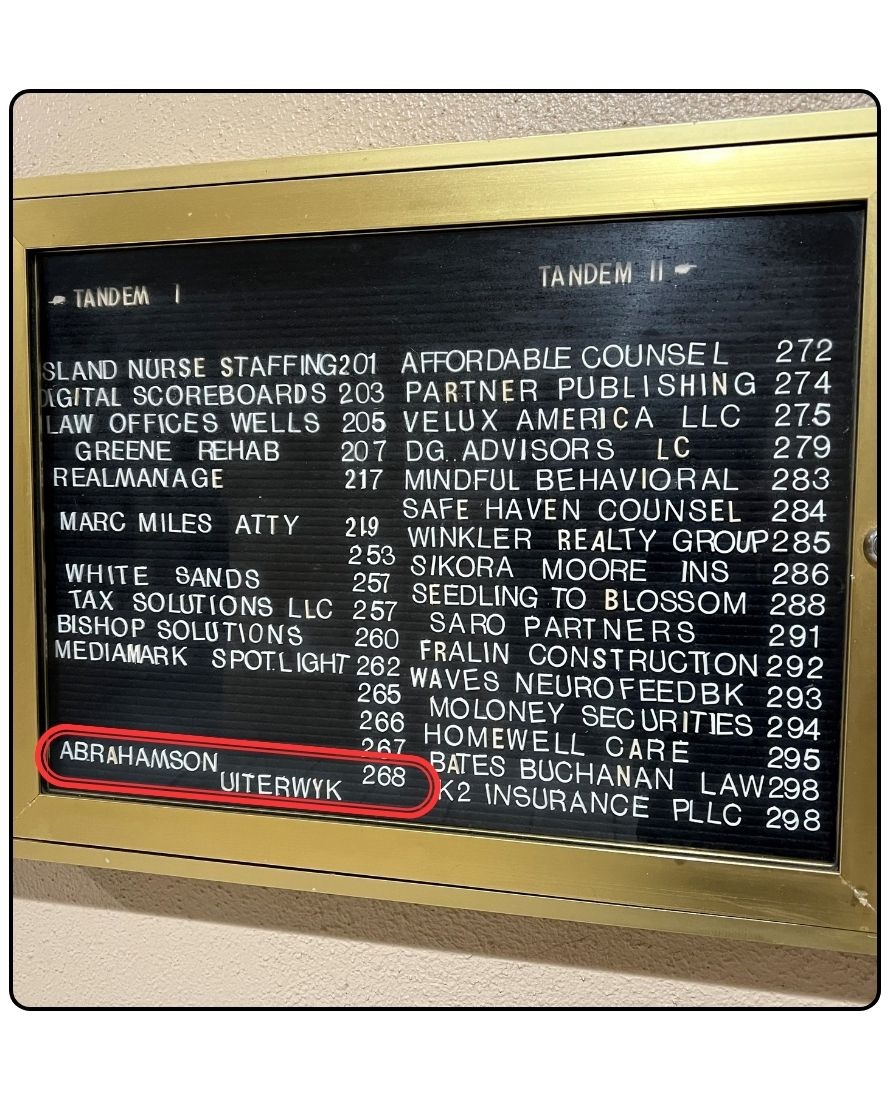 TANDEM I
SLAND NURSE STAFFING 201
DIGITAL SCOREBOARDS 203
LAW OFFICES WELLS 205
GREENE REHAB 207
REALMANAGE 217
MARC MILES ATTY 219
253
WHITE SANDS 257
TAX SOLUTIONS LLC 257
BISHOP SOLUTIONS 260
MEDIAMARK SPOT.LIGHT 262
265
266
267
ABRAHAMSON
UITERWYK 268
TANDEM II
AFFORDABLE COUNSEL 272
PARTNER PUBLISHING 274
VELUX AMERICA LLC 275
DG. ADVISORS LC 279
MINDFUL BEHAVIORAL 283
SAFE HAVEN COUNSEL 284
WINKLER REALTY GROUP 285
SIKORA MOORE INS 286
SEEDLING TO BLOSSOM 288
SARO PARTNERS 291
FRALIN CONSTRUCTION 292
WAVES NEUROFEEDBK 293
MOLONEY SECURITIES 294
HOMEWELL CARE 295
BATES BUCHANAN LAW 298
K2 INSURANCE PLLC 298